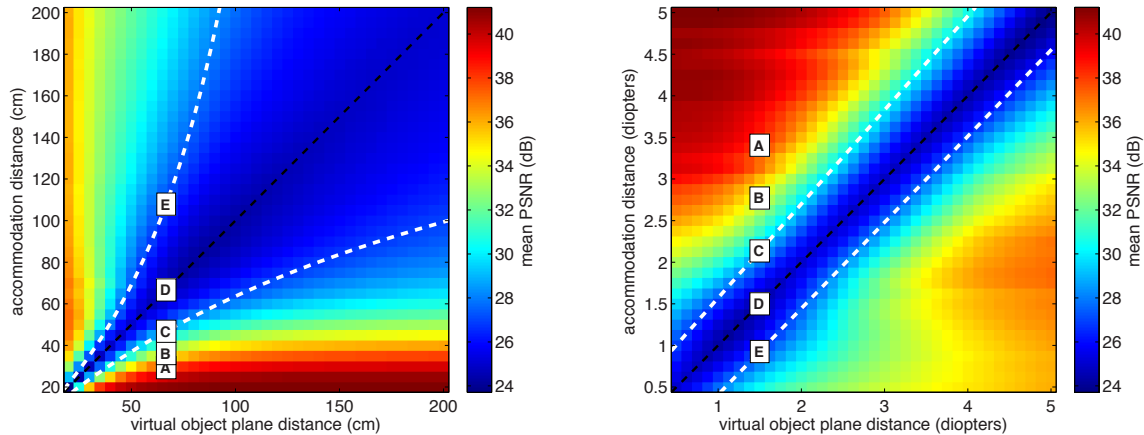 accommodation distance (cm)
200
180
160
140
120
100
80
60
40
20
50
100
150
200
virtual object plane distance (cm)
E
D
C
B
A
40
38
36
34
32
30
28
26
24
mean PSNR (dB)
accommodation distance (diopters)
5
4.5
4
3.5
3
2.5
2
1.5
1
0.5
1
2
3
4
5
virtual object plane distance (diopters)
A
B
C
D
E
40
38
36
34
32
30
28
26
24
mean PSNR (dB)